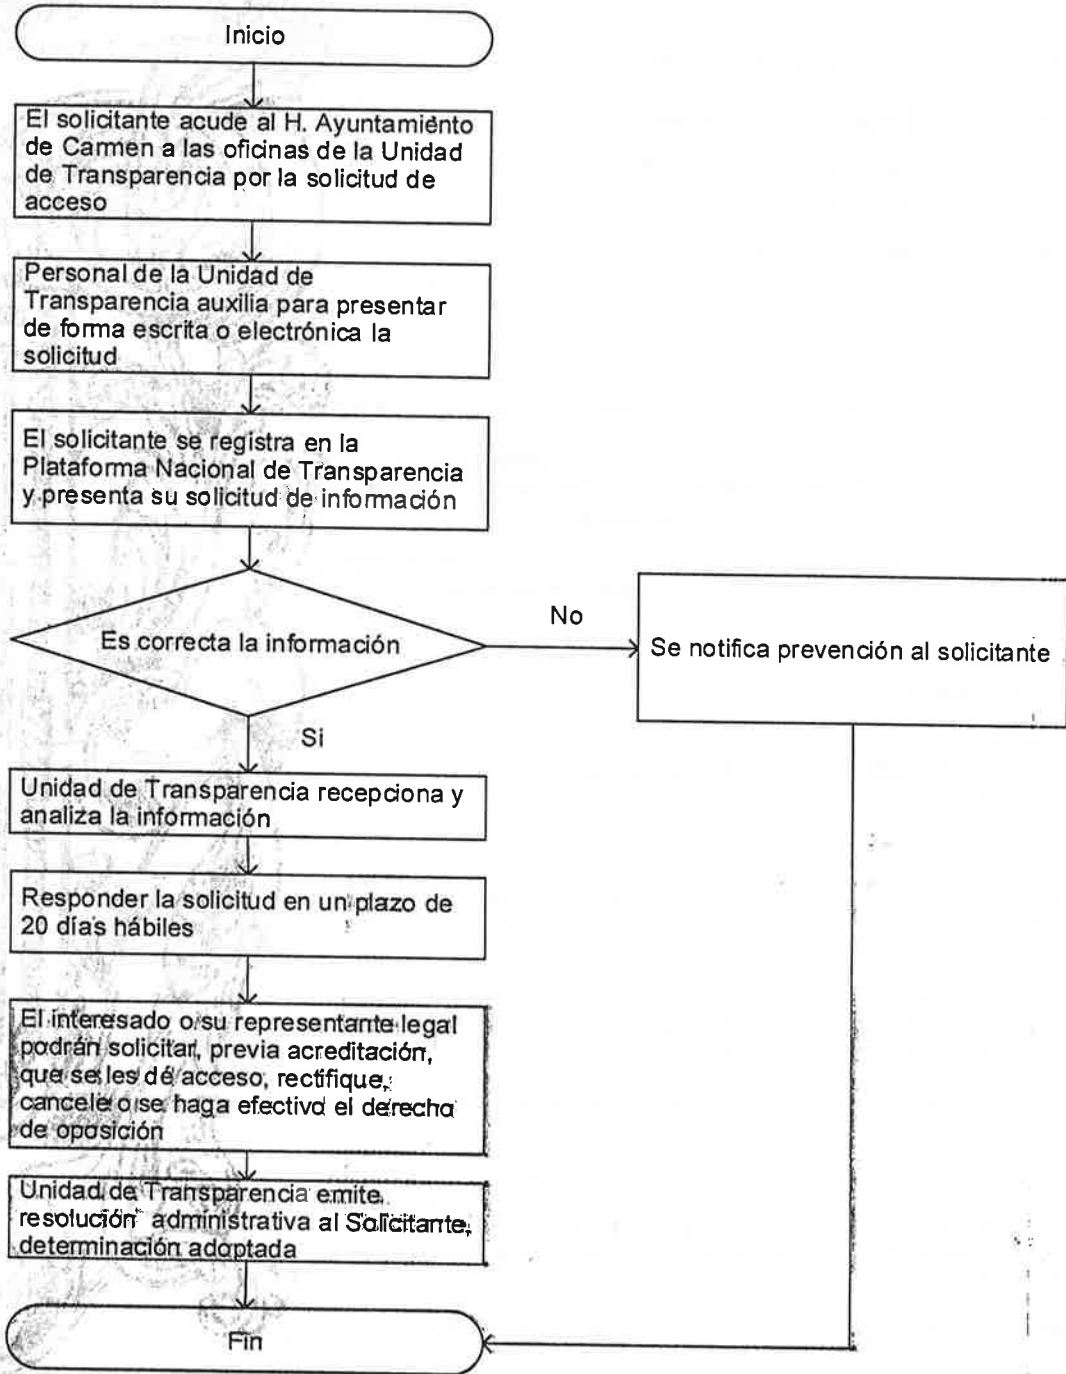 Inicio
El solicitante acude al H. Ayuntamiento
de Carmen a las oficinas de la Unidad
de Transparencia por la solicitud de
acceso
Personal de la Unidad de
Transparencia auxilia para presentar
de forma escrita o electrónica la
solicitud
El solicitante se registra en la
Plataforma Nacional de Transparencia
y presenta su solicitud de información
Es correcta la información
No
Se notifica prevención al solicitante
Si
Unidad de Transparencia recepciona y
analiza la información
Responder la solicitud en un plazo de
20 días hábiles
El interesado o su representante legal
podrán solicitar, previa acreditación,
que se les dé acceso, rectifique,
cancele o se haga efectivo el derecho
de oposición
Unidad de Transparencia emite
resolución administrativa al Solicitante,
determinación adoptada
Fin